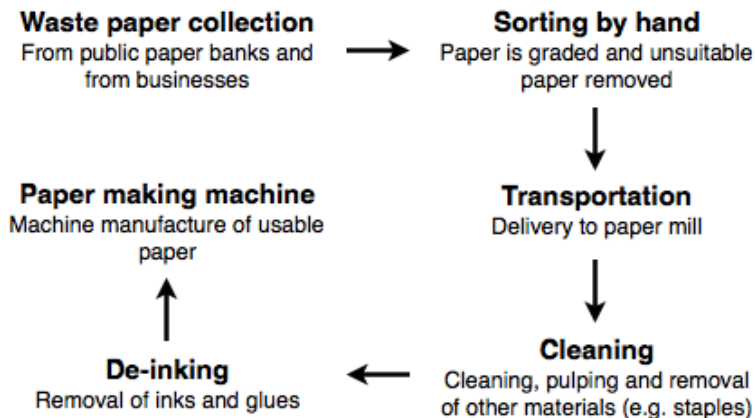 Waste paper collection
From public paper banks and
from businesses
Sorting by hand
Paper is graded and unsuitable
paper removed
Transportation
Delivery to paper mill
Cleaning
Cleaning, pulping and removal
of other materials (e.g. staples)
De-inking
Removal of inks and glues
Paper making machine
Machine manufacture of usable
paper